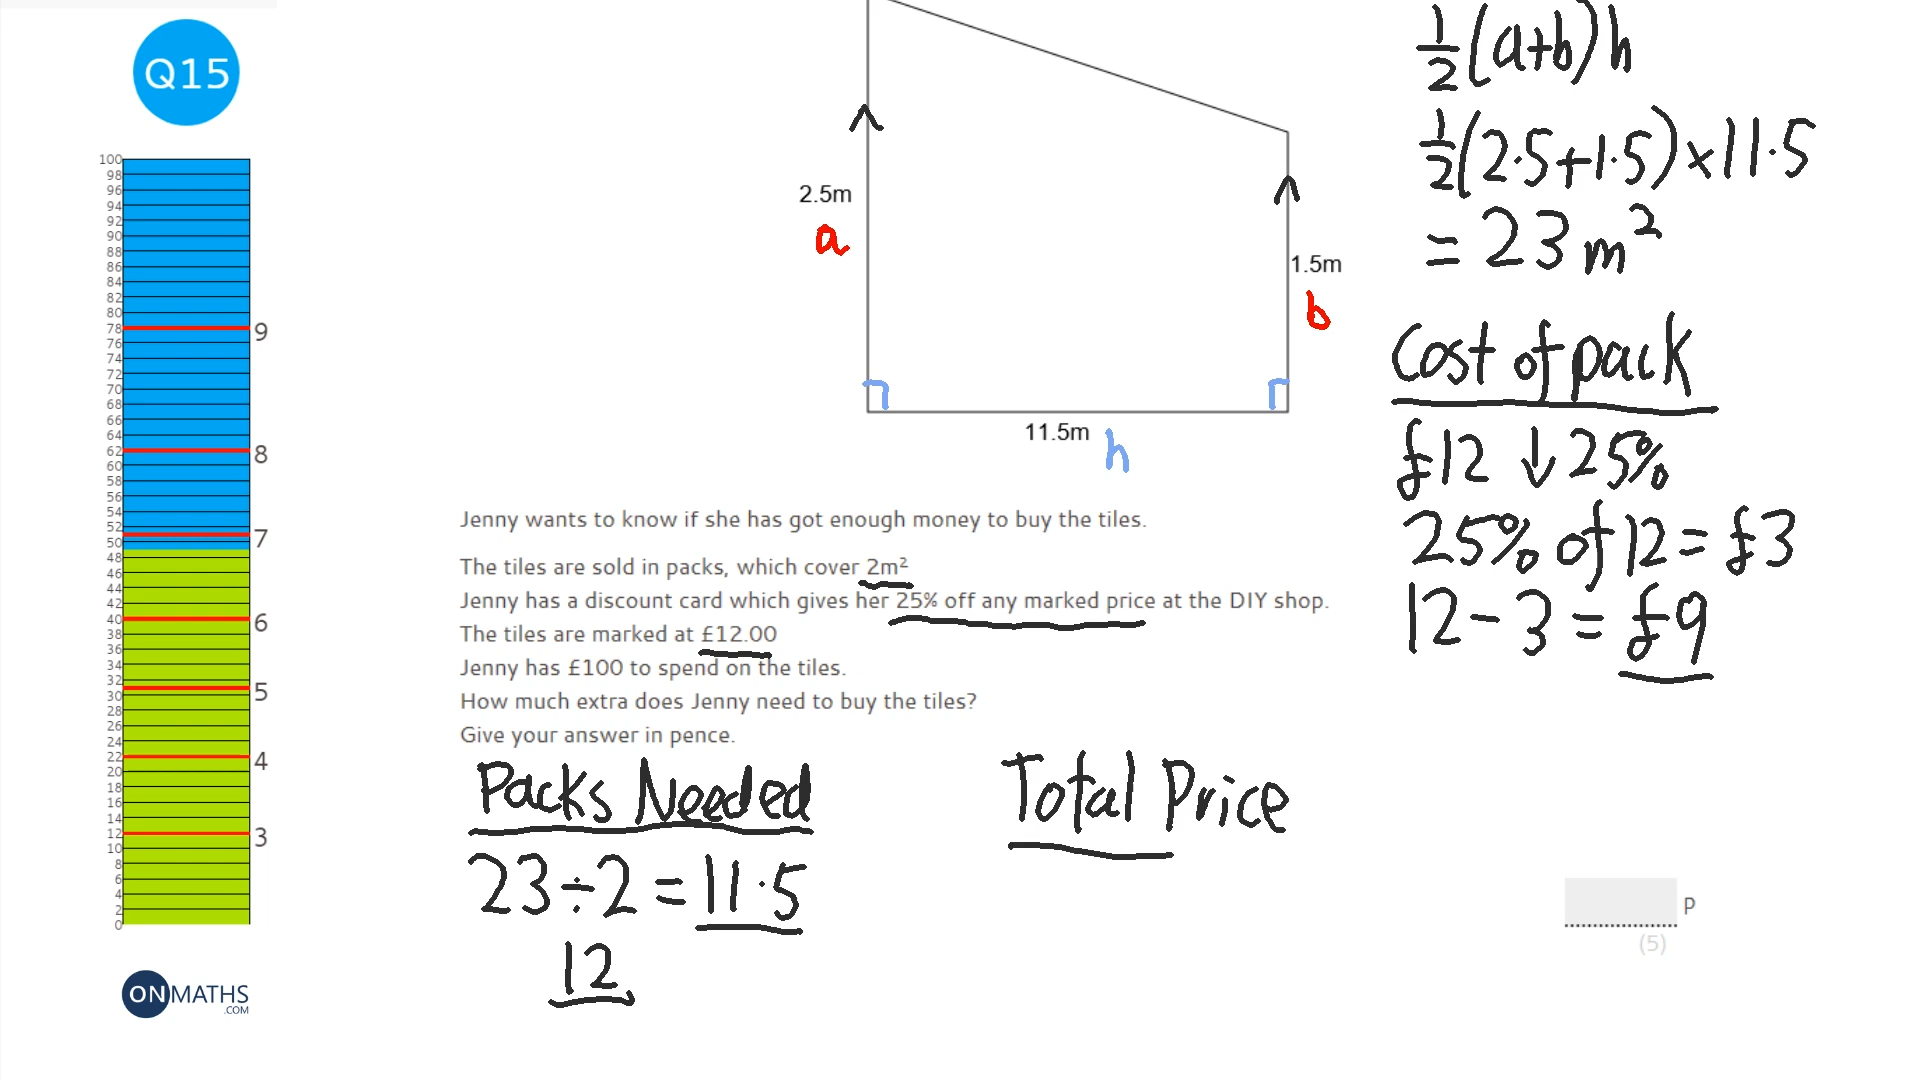 Q15
100
98
96
94
92
90
88
86
84
82
80
78
76
74
72
70
68
66
64
62
60
58
56
54
52
50
48
46
44
42
40
38
36
34
32
30
28
26
24
22
20
18
16
14
12
10
8
6
4
2
0
9
8
7
6
5
4
3
ONMATHS
.COM
2.5m
a
1.5m
b
11.5m
h
½(a+b)h
½(2.5+1.5)×11.5
=23m²
Cost of pack
£12 ↓25%
25% of 12=£3
12-3=£9
Jenny wants to know if she has got enough money to buy the tiles.
The tiles are sold in packs, which cover 2m²
Jenny has a discount card which gives her 25% off any marked price at the DIY shop.
The tiles are marked at £12.00
Jenny has £100 to spend on the tiles.
How much extra does Jenny need to buy the tiles?
Give your answer in pence.
Packs Needed
23÷2=11.5
12
Total Price
p
(5)